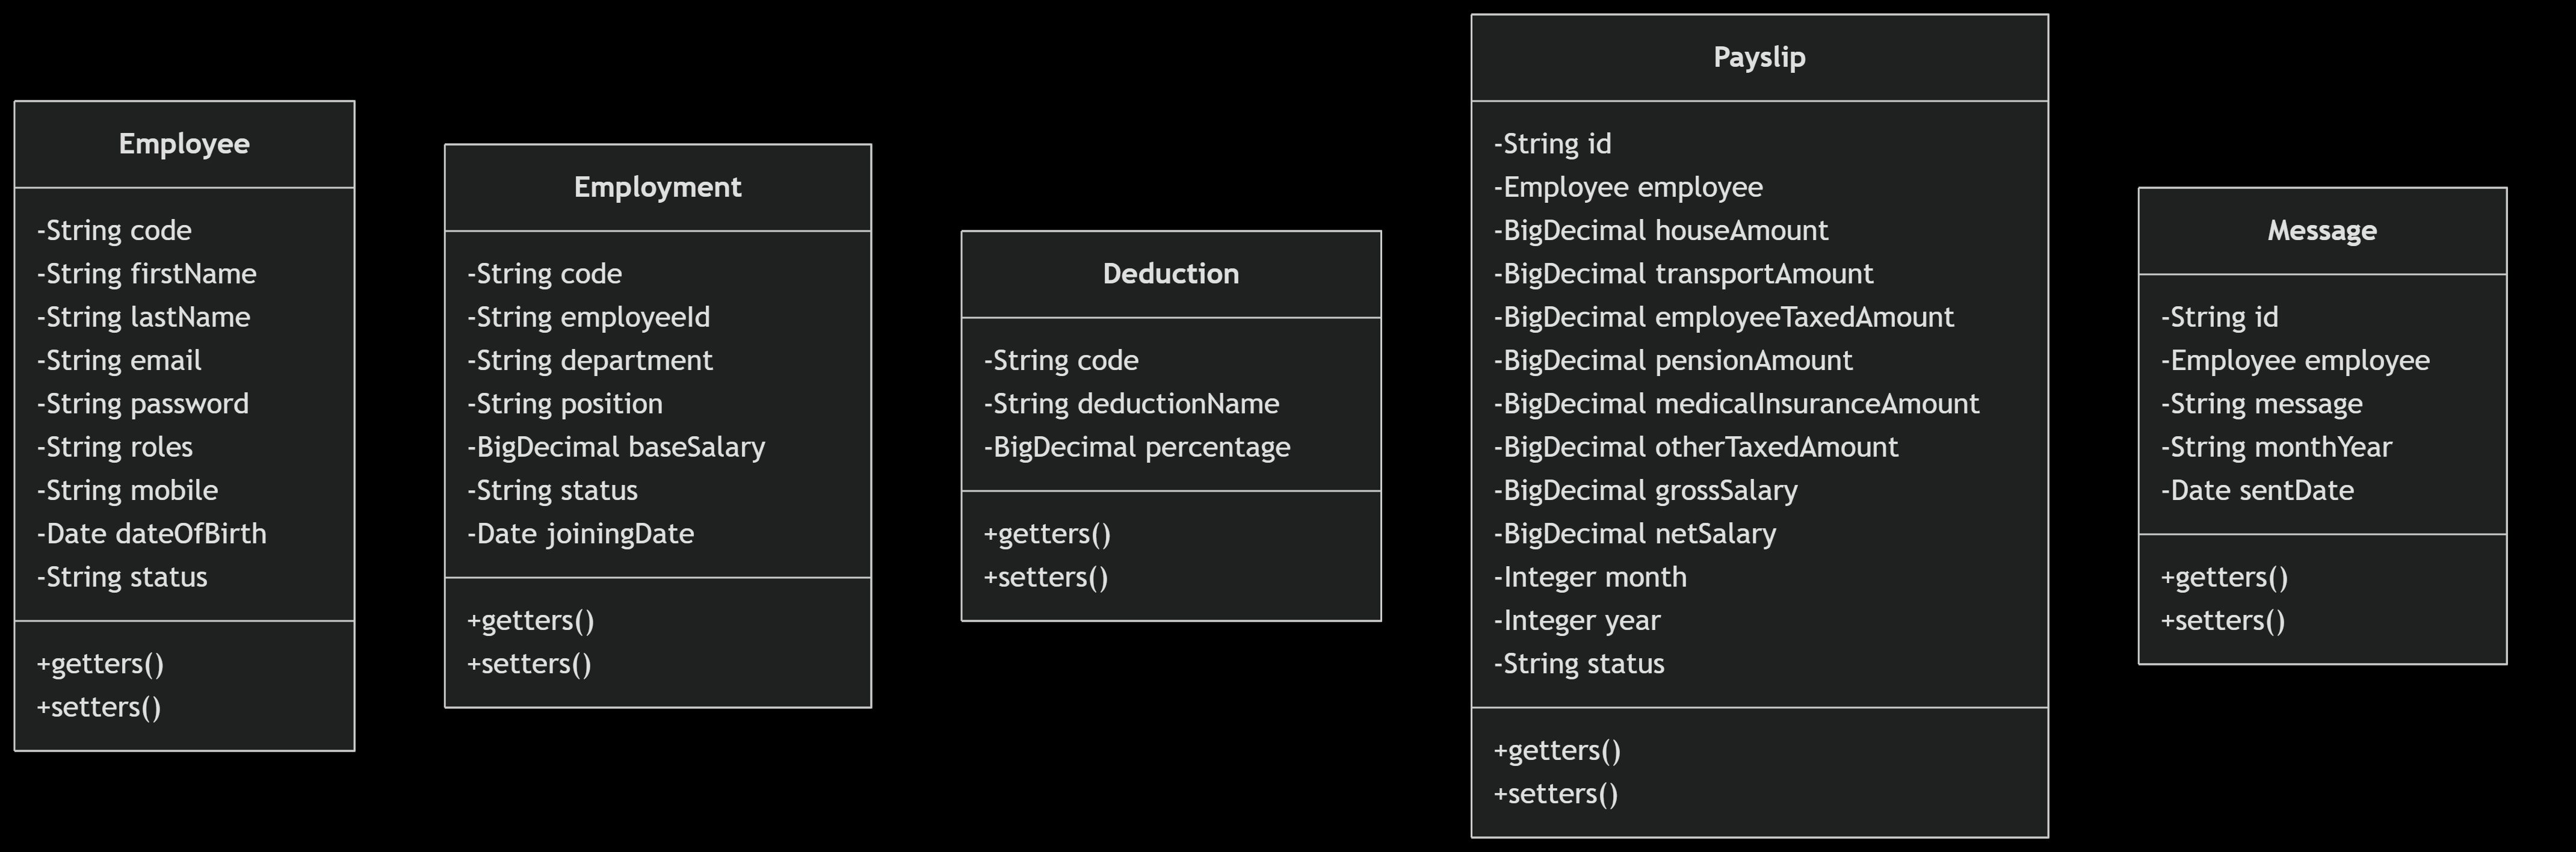 Employee
-String code
-String firstName
-String lastName
-String email
-String password
-String roles
-String mobile
-Date dateOfBirth
-String status
+getters()
+setters()
Employment
-String code
-String employeeId
-String department
-String position
-BigDecimal baseSalary
-String status
-Date joiningDate
+getters()
+setters()
Deduction
-String code
-String deductionName
-BigDecimal percentage
+getters()
+setters()
Payslip
-String id
-Employee employee
-BigDecimal houseAmount
-BigDecimal transportAmount
-BigDecimal employeeTaxedAmount
-BigDecimal pensionAmount
-BigDecimal medicalInsuranceAmount
-BigDecimal otherTaxedAmount
-BigDecimal grossSalary
-BigDecimal netSalary
-Integer month
-Integer year
-String status
+getters()
+setters()
Message
-String id
-Employee employee
-String message
-String monthYear
-Date sentDate
+getters()
+setters()